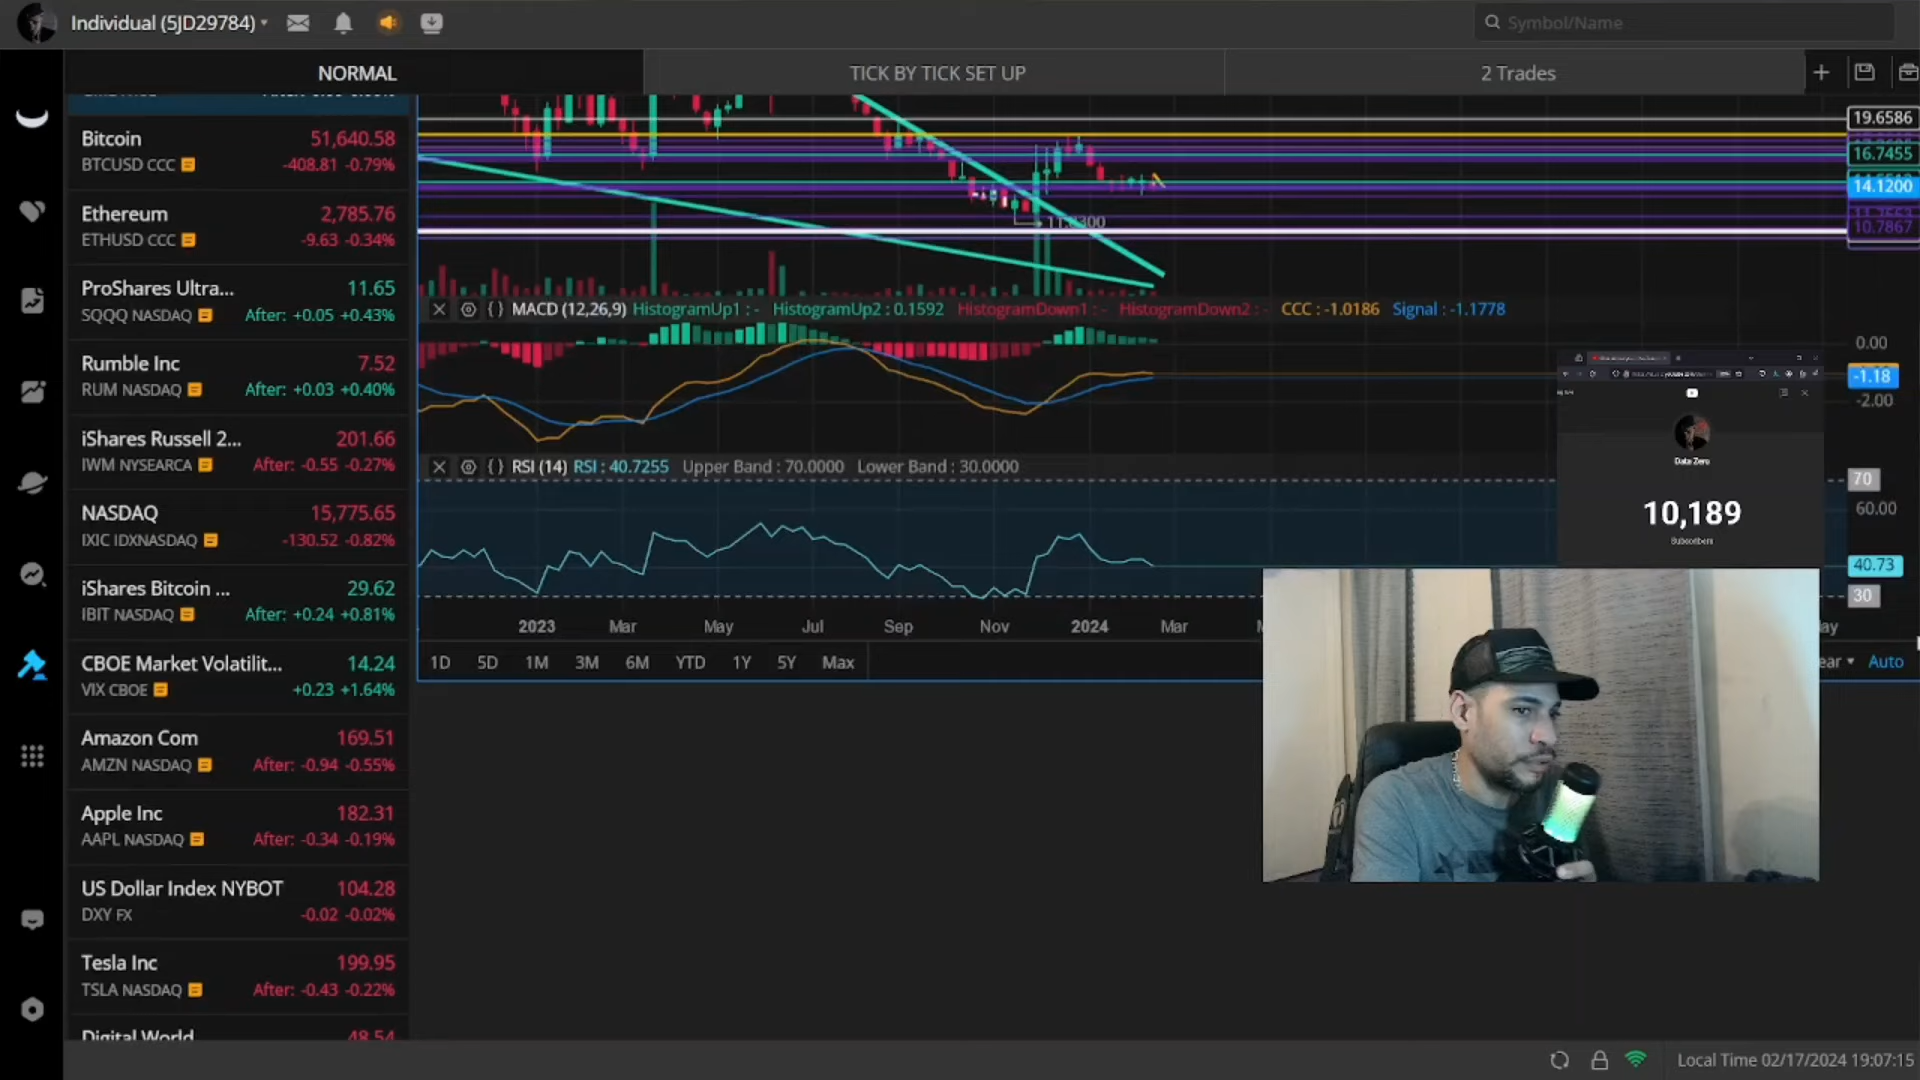 Individual (5JD29784)
Symbol/Name
NORMAL
TICK BY TICK SET UP
2 Trades
Bitcoin 51,640.58
BTCUSD CCC -408.81 -0.79%
Ethereum 2,785.76
ETHUSD CCC -9.63 -0.34%
ProShares Ultra... 11.65
SQQQ NASDAQ After: +0.05 +0.43%
Rumble Inc 7.52
RUM NASDAQ After: +0.03 +0.40%
iShares Russell 2... 201.66
IWM NYSEARCA After: -0.55 -0.27%
NASDAQ 15,775.65
IXIC IDXNASDAQ -130.52 -0.82%
iShares Bitcoin ... 29.62
IBIT NASDAQ After: +0.24 +0.81%
CBOE Market Volatilit... 14.24
VIX CBOE +0.23 +1.64%
Amazon Com 169.51
AMZN NASDAQ After: -0.94 -0.55%
Apple Inc 182.31
AAPL NASDAQ After: -0.34 -0.19%
US Dollar Index NYBOT 104.28
DXY FX -0.02 -0.02%
Tesla Inc 199.95
TSLA NASDAQ After: -0.43 -0.22%
Digital World 48.54
19.6586
16.7455
14.1200
10.7867
MACD (12,26,9) HistogramUp1 : - HistogramUp2 : 0.1592 HistogramDown1 : - HistogramDown2 : - CCC : -1.0186 Signal : -1.1778
0.00
-1.18
-2.00
RSI (14) RSI : 40.7255 Upper Band : 70.0000 Lower Band : 30.0000
70
60.00
40.73
30
Data Zero
10,189
Subscribers
2023 Mar May Jul Sep Nov 2024 Mar
1D 5D 1M 3M 6M YTD 1Y 5Y Max
Auto
Local Time 02/17/2024 19:07:15